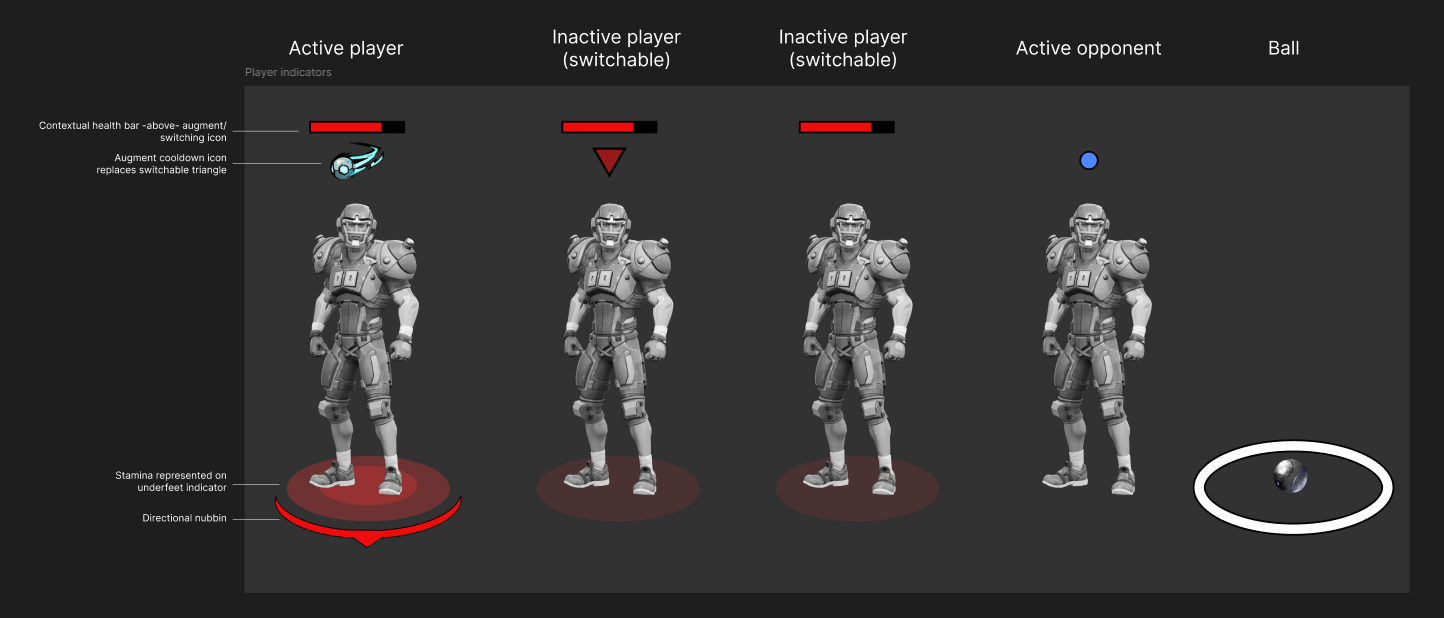 Active player
Inactive player
(switchable)
Inactive player
(switchable)
Active opponent
Ball
Player indicators
Contextual health bar -above- augment/
switching icon
Augment cooldown icon
replaces switchable triangle
Stamina represented on
underfeet indicator
Directional nubbin